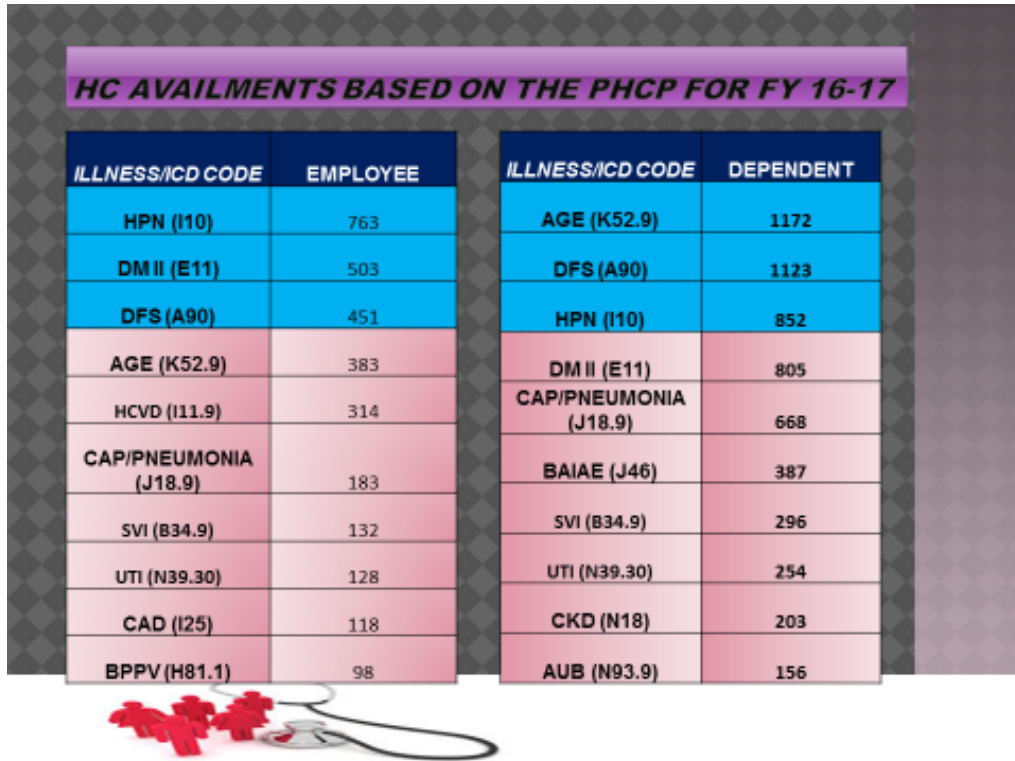 HC AVAILMENTS BASED ON THE PHCP FOR FY 16-17
ILLNESS/ICD CODE EMPLOYEE
HPN (I10) 763
DM II (E11) 503
DFS (A90) 451
AGE (K52.9) 383
HCVD (I11.9) 314
CAP/PNEUMONIA
(J18.9) 183
SVI (B34.9) 132
UTI (N39.30) 128
CAD (I25) 118
BPPV (H81.1) 98
ILLNESS/ICD CODE DEPENDENT
AGE (K52.9) 1172
DFS (A90) 1123
HPN (I10) 852
DM II (E11) 805
CAP/PNEUMONIA
(J18.9) 668
BAIAE (J46) 387
SVI (B34.9) 296
UTI (N39.30) 254
CKD (N18) 203
AUB (N93.9) 156